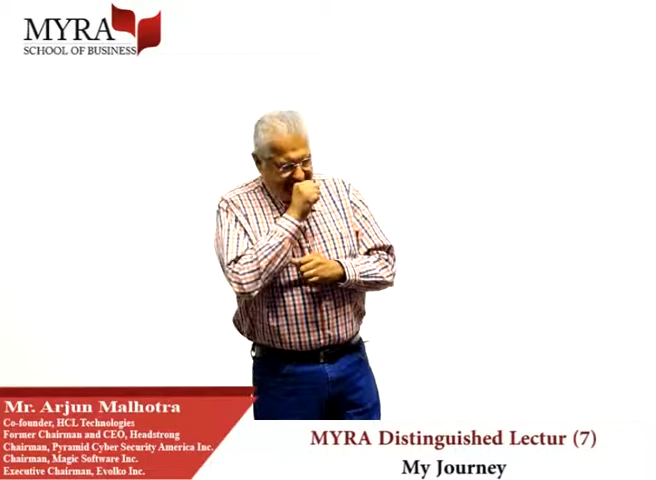 MYRA
SCHOOL OF BUSINESS
Mr. Arjun Malhotra
Co-founder, HCL Technologies
Former Chairman and CEO, Headstrong
Chairman, Pyramid Cyber Security America Inc.
Chairman, Magic Software Inc.
Executive Chairman, Evolko Inc.
MYRA Distinguished Lectur (7)
My Journey